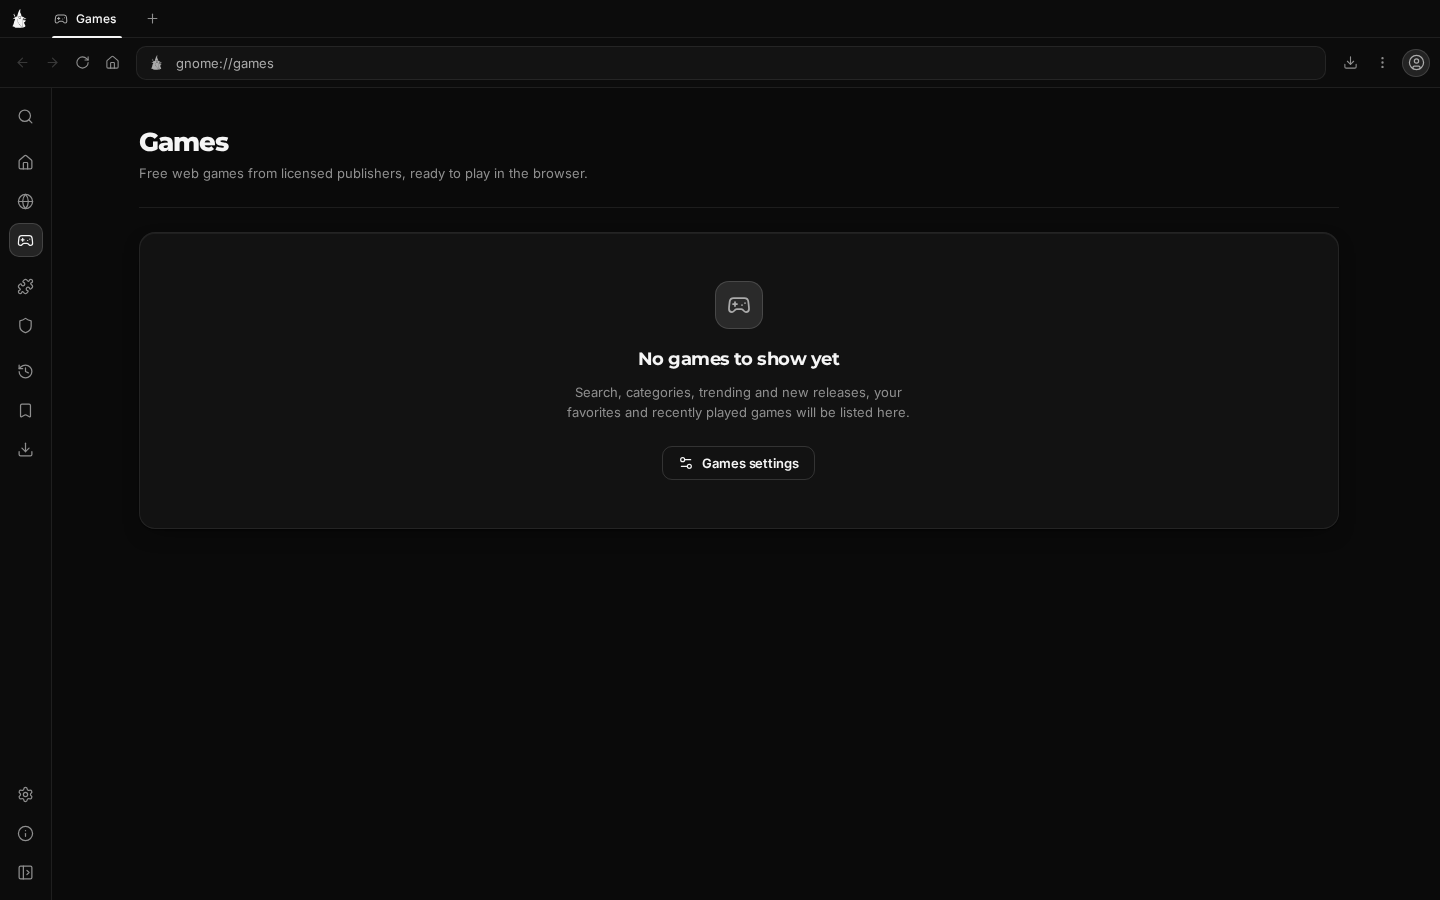 Games
gnome://games
Games
Free web games from licensed publishers, ready to play in the browser.
No games to show yet
Search, categories, trending and new releases, your
favorites and recently played games will be listed here.
Games settings